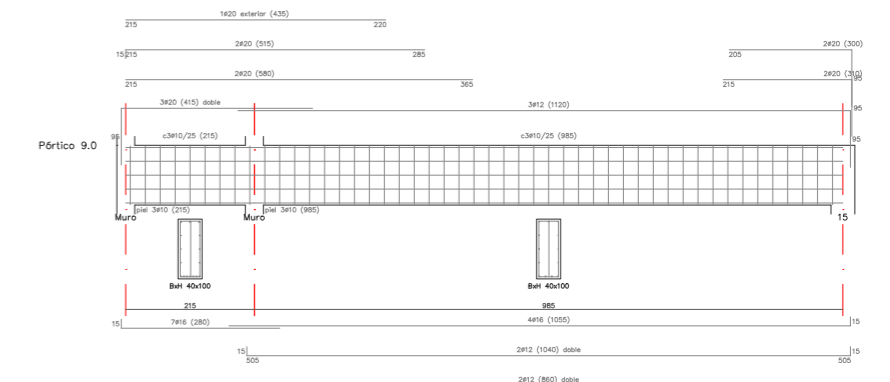 1ø20 exterior (435)
215 220
2ø20 (515) 2ø20 (300)
15 215 285 205
2ø20 (580) 2ø20 (310)
95
215 365 215
3ø20 (415) doble 3ø12 (1120)
95
95 c3ø10/25 (215) c3ø10/25 (985) 95
Pórtico 9.0
piel 3ø10 (215) piel 3ø10 (985)
Muro Muro 15
BxH 40x100 BxH 40x100
215 985
15 7ø16 (280) 4ø16 (1055) 15
15 2ø12 (1040) doble 15
505 505
2ø12 (860) doble